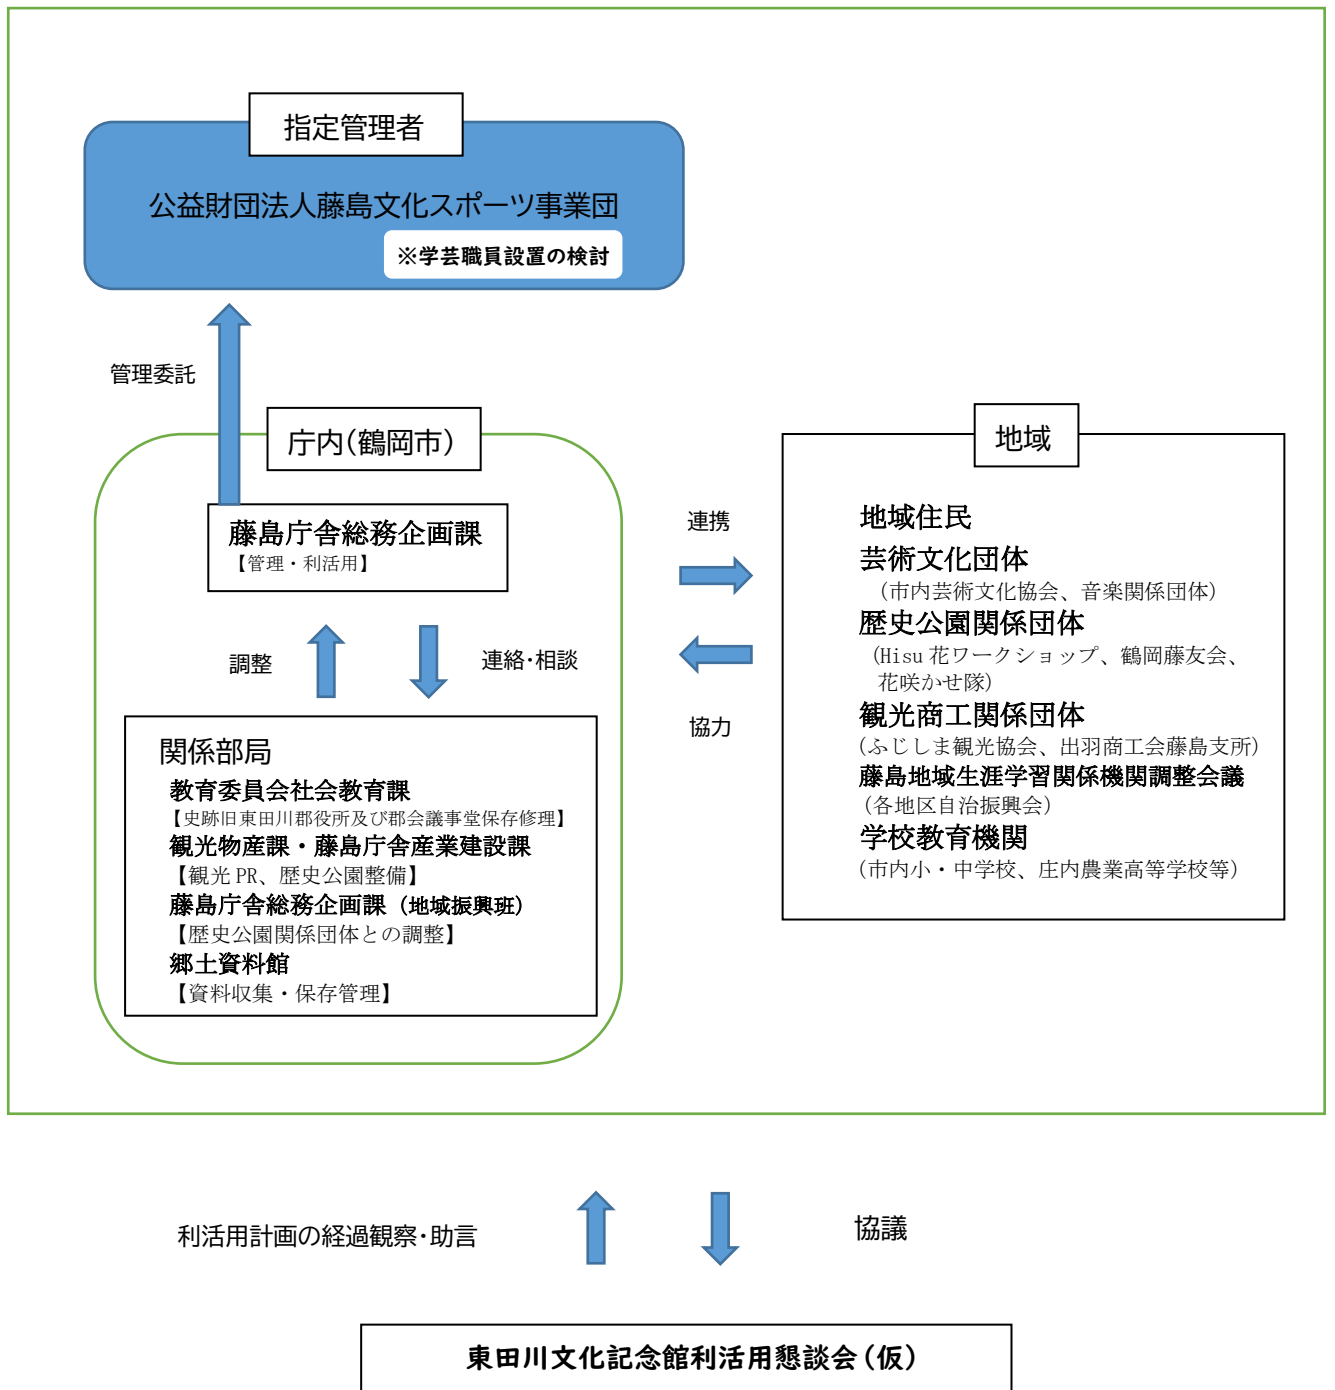 指定管理者
公益財団法人藤島文化スポーツ事業団
※学芸職員設置の検討
管理委託
庁内(鶴岡市)
藤島庁舎総務企画課
【管理・利活用】
調整
連絡・相談
関係部局
教育委員会社会教育課
【史跡旧東田川郡役所及び郡会議事堂保存修理】
観光物産課・藤島庁舎産業建設課
【観光 PR、歴史公園整備】
藤島庁舎総務企画課（地域振興班）
【歴史公園関係団体との調整】
郷土資料館
【資料収集・保存管理】
連携
協力
地域
地域住民
芸術文化団体
（市内芸術文化協会、音楽関係団体）
歴史公園関係団体
（Hisu 花ワークショップ、鶴岡藤友会、
花咲かせ隊）
観光商工関係団体
（ふじしま観光協会、出羽商工会藤島支所）
藤島地域生涯学習関係機関調整会議
（各地区自治振興会）
学校教育機関
（市内小・中学校、庄内農業高等学校等）
利活用計画の経過観察・助言
協議
東田川文化記念館利活用懇談会（仮）